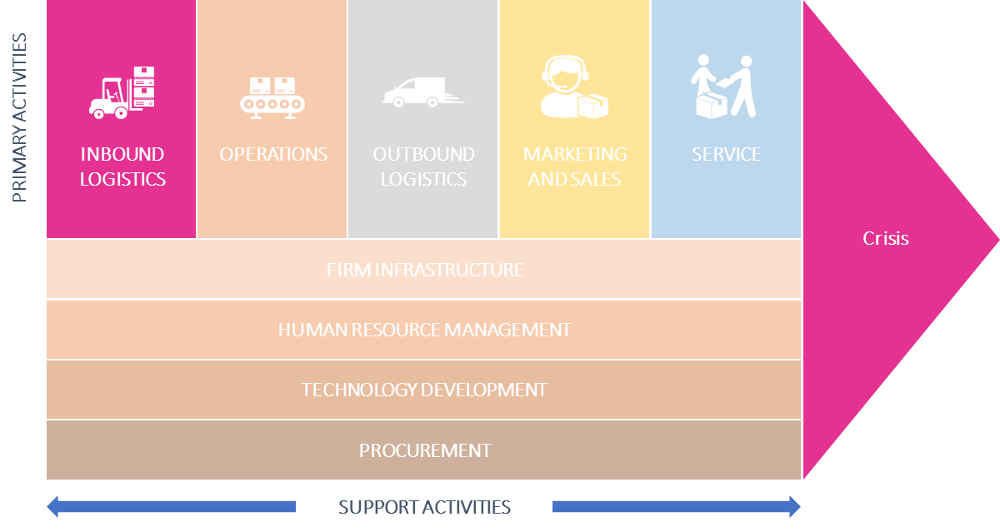 PRIMARY ACTIVITIES
INBOUND
LOGISTICS
OPERATIONS
OUTBOUND
LOGISTICS
MARKETING
AND SALES
SERVICE
Crisis
FIRM INFRASTRUCTURE
HUMAN RESOURCE MANAGEMENT
TECHNOLOGY DEVELOPMENT
PROCUREMENT
SUPPORT ACTIVITIES